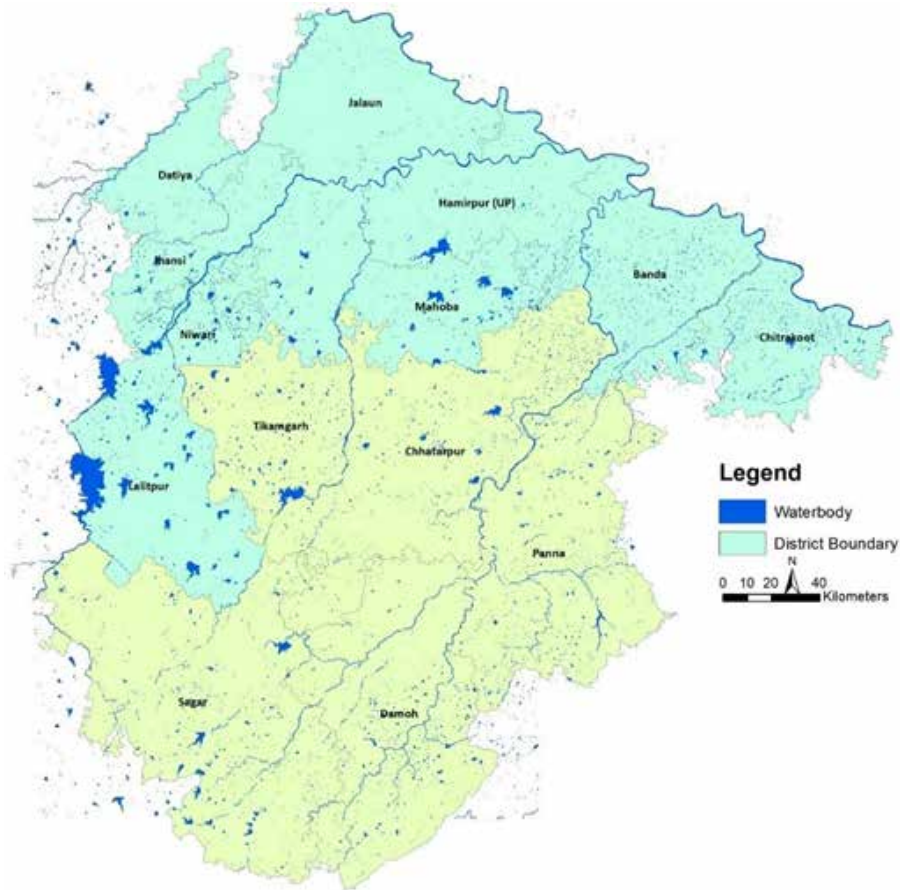 Jalaun
Datiya
Hamirpur (UP)
Jhansi
Banda
Mahoba
Niwari
Chitrakoot
Tikamgarh
Chhatarpur
Lalitpur
Legend
Waterbody
District Boundary
Panna
N
0 10 20 40
Kilometers
Sagar
Damoh